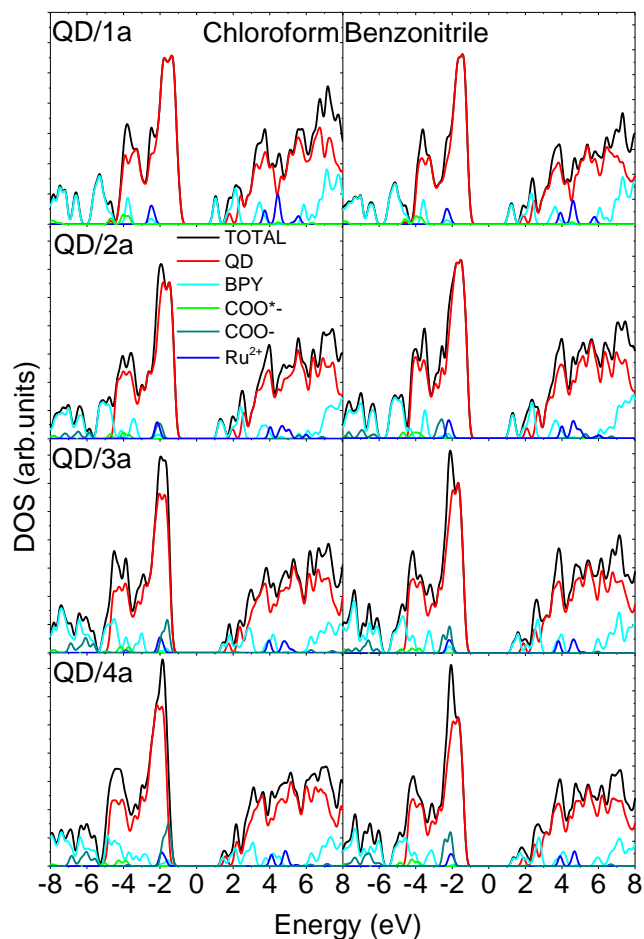 QD/1a Chloroform Benzonitrile
QD/2a
TOTAL
QD
BPY
COO*-
COO-
Ru²⁺
QD/3a
QD/4a
DOS (arb.units)
-8 -6 -4 -2 0 2 4 6 8 -6 -4 -2 0 2 4 6 8
Energy (eV)